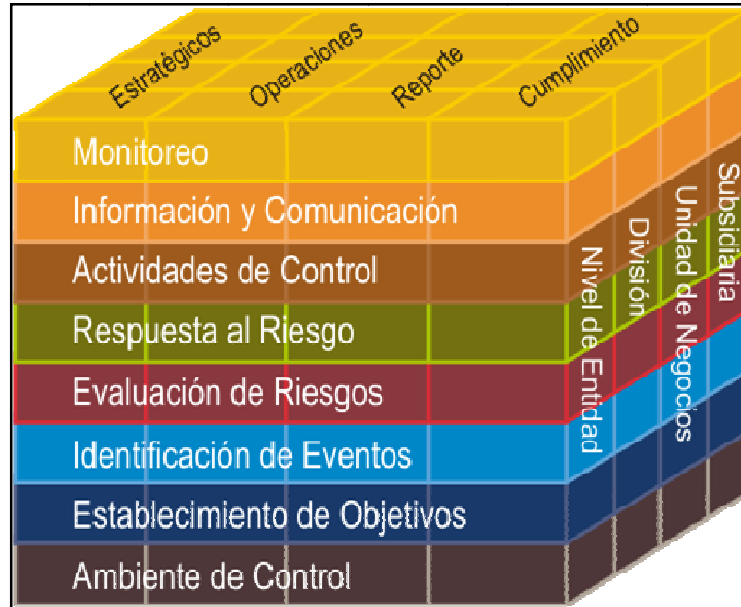 Estratégicos
Operaciones
Reporte
Cumplimiento
Monitoreo
Información y Comunicación
Actividades de Control
Respuesta al Riesgo
Evaluación de Riesgos
Identificación de Eventos
Establecimiento de Objetivos
Ambiente de Control
Nivel de Entidad
División
Unidad de Negocios
Subsidiaria